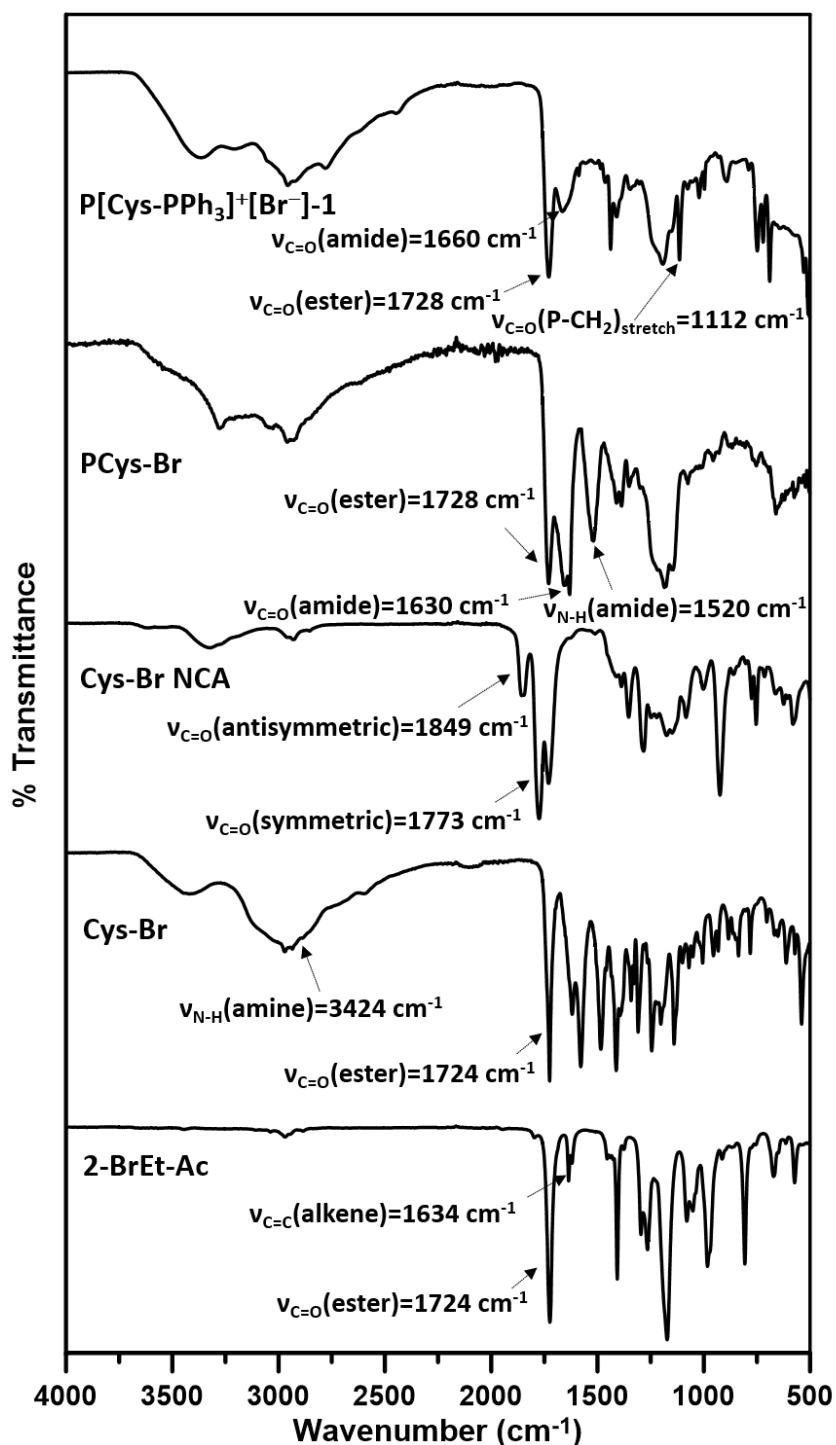 P[Cys-PPh₃]⁺[Br⁻]-1
νC=O(amide)=1660 cm⁻¹
νC=O(ester)=1728 cm⁻¹
νC=O(P-CH₂)stretch=1112 cm⁻¹
PCys-Br
νC=O(ester)=1728 cm⁻¹
νC=O(amide)=1630 cm⁻¹
νN-H(amide)=1520 cm⁻¹
Cys-Br NCA
νC=O(antisymmetric)=1849 cm⁻¹
νC=O(symmetric)=1773 cm⁻¹
Cys-Br
νN-H(amine)=3424 cm⁻¹
νC=O(ester)=1724 cm⁻¹
2-BrEt-Ac
νC=C(alkene)=1634 cm⁻¹
νC=O(ester)=1724 cm⁻¹
% Transmittance
4000 3500 3000 2500 2000 1500 1000 500
Wavenumber (cm⁻¹)